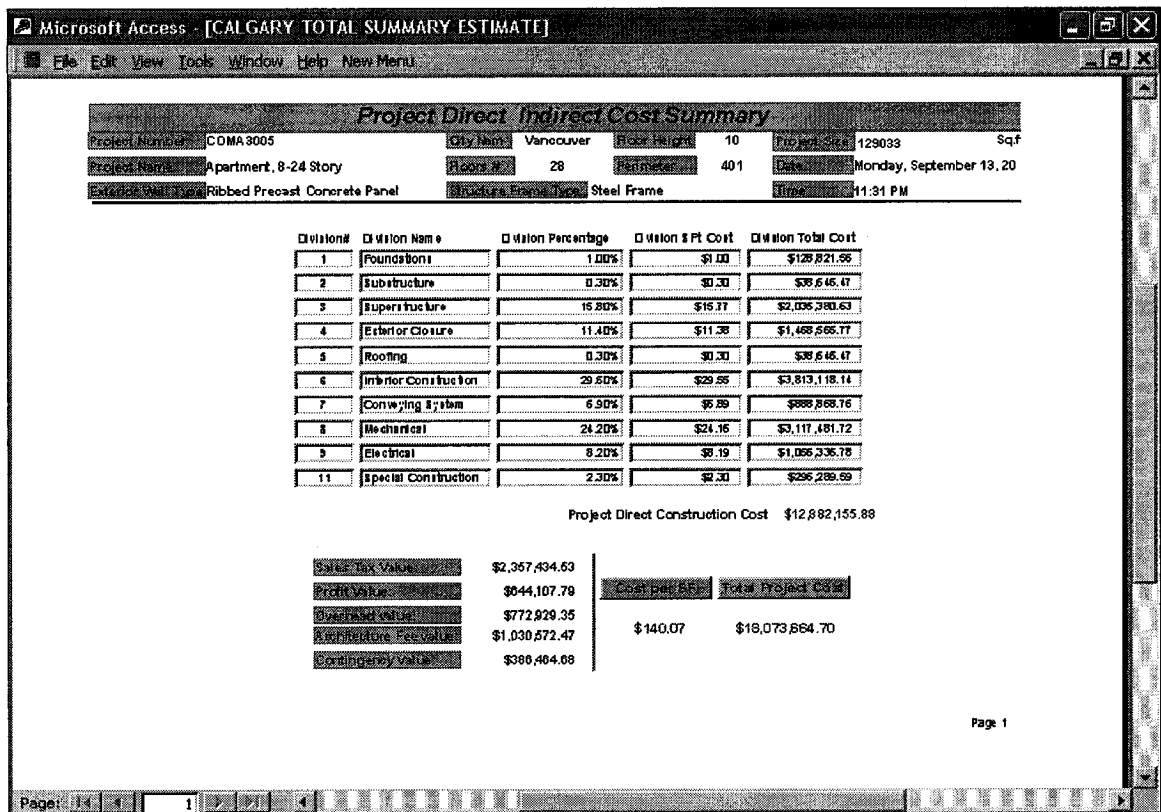 Microsoft Access - [CALGARY TOTAL SUMMARY ESTIMATE]
File Edit View Tools Window Help New Menu
Project Direct Indirect Cost Summary
Project Number COMA3005 City Name Vancouver Floor Height 10 Project Size 129033 Sq.f
Project Name Apartment, 8-24 Story Floors # 28 Perimeter 401 Date Monday, September 13, 20
Exterior Wall Type Ribbed Precast Concrete Panel Structure Frame Type Steel Frame Time 11:31 PM
Division# Division Name Division Percentage Division $ Ft Cost Division Total Cost
1 Foundations 1.00% $1.00 $128,821.56
2 Substructure 0.30% $0.30 $38,646.47
3 Superstructure 15.80% $15.77 $2,035,380.63
4 Exterior Closure 11.40% $11.38 $1,468,565.77
5 Roofing 0.30% $0.30 $38,646.47
6 Interior Construction 29.60% $29.55 $3,813,118.14
7 Conveying System 6.90% $6.89 $888,868.76
8 Mechanical 24.20% $24.16 $3,117,481.72
9 Electrical 8.20% $8.19 $1,056,336.78
11 Special Construction 2.30% $2.30 $296,289.59
Project Direct Construction Cost $12,882,155.88
Sales Tax Value $2,357,434.53
Profit Value $644,107.79 Cost per SF Total Project Cost
Overhead value $772,929.35
Architecture Fee value $1,030,572.47 $140.07 $18,073,664.70
Contingency Value $386,464.68
Page 1
Page: 1